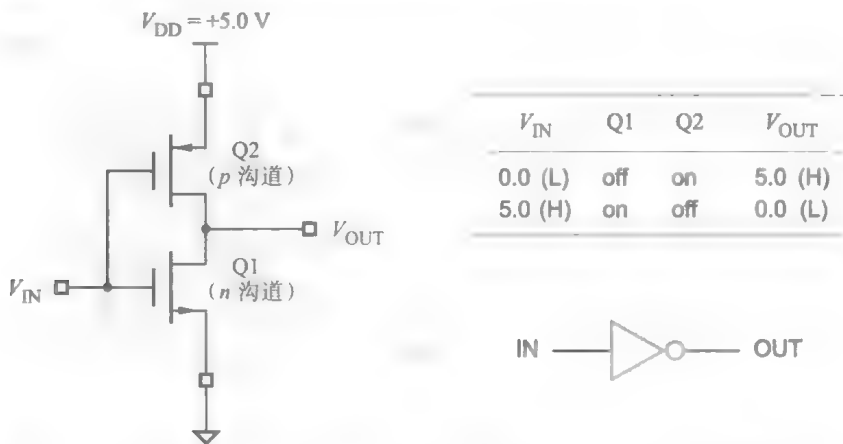 V_DD = +5.0 V
Q2
(p 沟道)
V_OUT
Q1
(n 沟道)
V_IN
V_IN Q1 Q2 V_OUT
0.0 (L) off on 5.0 (H)
5.0 (H) on off 0.0 (L)
IN OUT